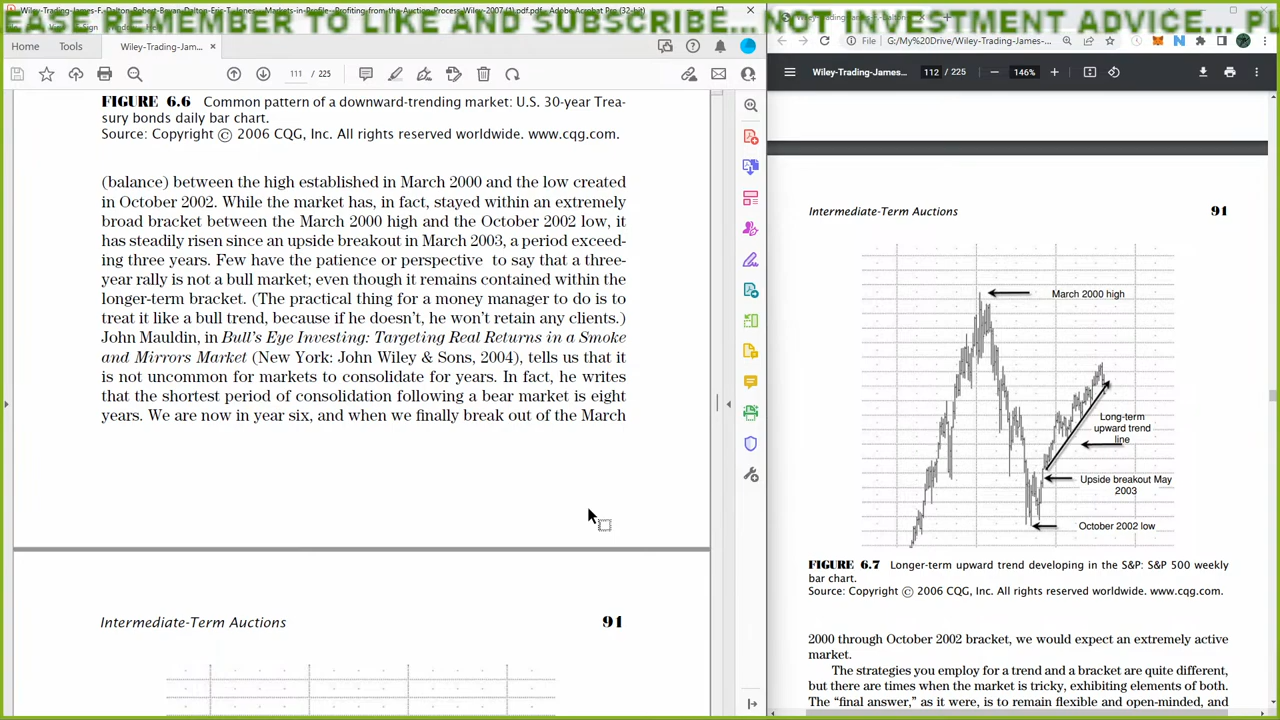 EASE REMEMBER TO LIKE AND SUBSCRIBE... NOT INVESTMENT ADVICE... PL
Home
Tools
Wiley-Trading-Jam...
×
File
G:/My%20Drive/Wiley-Trading-James-...
111 / 225
Wiley-Trading-James...
112 / 225
146%
FIGURE 6.6 Common pattern of a downward-trending market: U.S. 30-year Trea-
sury bonds daily bar chart.
Source: Copyright © 2006 CQG, Inc. All rights reserved worldwide. www.cqg.com.
(balance) between the high established in March 2000 and the low created
in October 2002. While the market has, in fact, stayed within an extremely
broad bracket between the March 2000 high and the October 2002 low, it
has steadily risen since an upside breakout in March 2003, a period exceed-
ing three years. Few have the patience or perspective to say that a three-
year rally is not a bull market; even though it remains contained within the
longer-term bracket. (The practical thing for a money manager to do is to
treat it like a bull trend, because if he doesn't, he won't retain any clients.)
John Mauldin, in Bull's Eye Investing: Targeting Real Returns in a Smoke
and Mirrors Market (New York: John Wiley & Sons, 2004), tells us that it
is not uncommon for markets to consolidate for years. In fact, he writes
that the shortest period of consolidation following a bear market is eight
years. We are now in year six, and when we finally break out of the March
Intermediate-Term Auctions
91
Intermediate-Term Auctions
91
March 2000 high
Long-term
upward trend
line
Upside breakout May
2003
October 2002 low
FIGURE 6.7 Longer-term upward trend developing in the S&P: S&P 500 weekly
bar chart.
Source: Copyright © 2006 CQG, Inc. All rights reserved worldwide. www.cqg.com.
2000 through October 2002 bracket, we would expect an extremely active
market.
The strategies you employ for a trend and a bracket are quite different,
but there are times when the market is tricky, exhibiting elements of both.
The “final answer,” as it were, is to remain flexible and open-minded, and